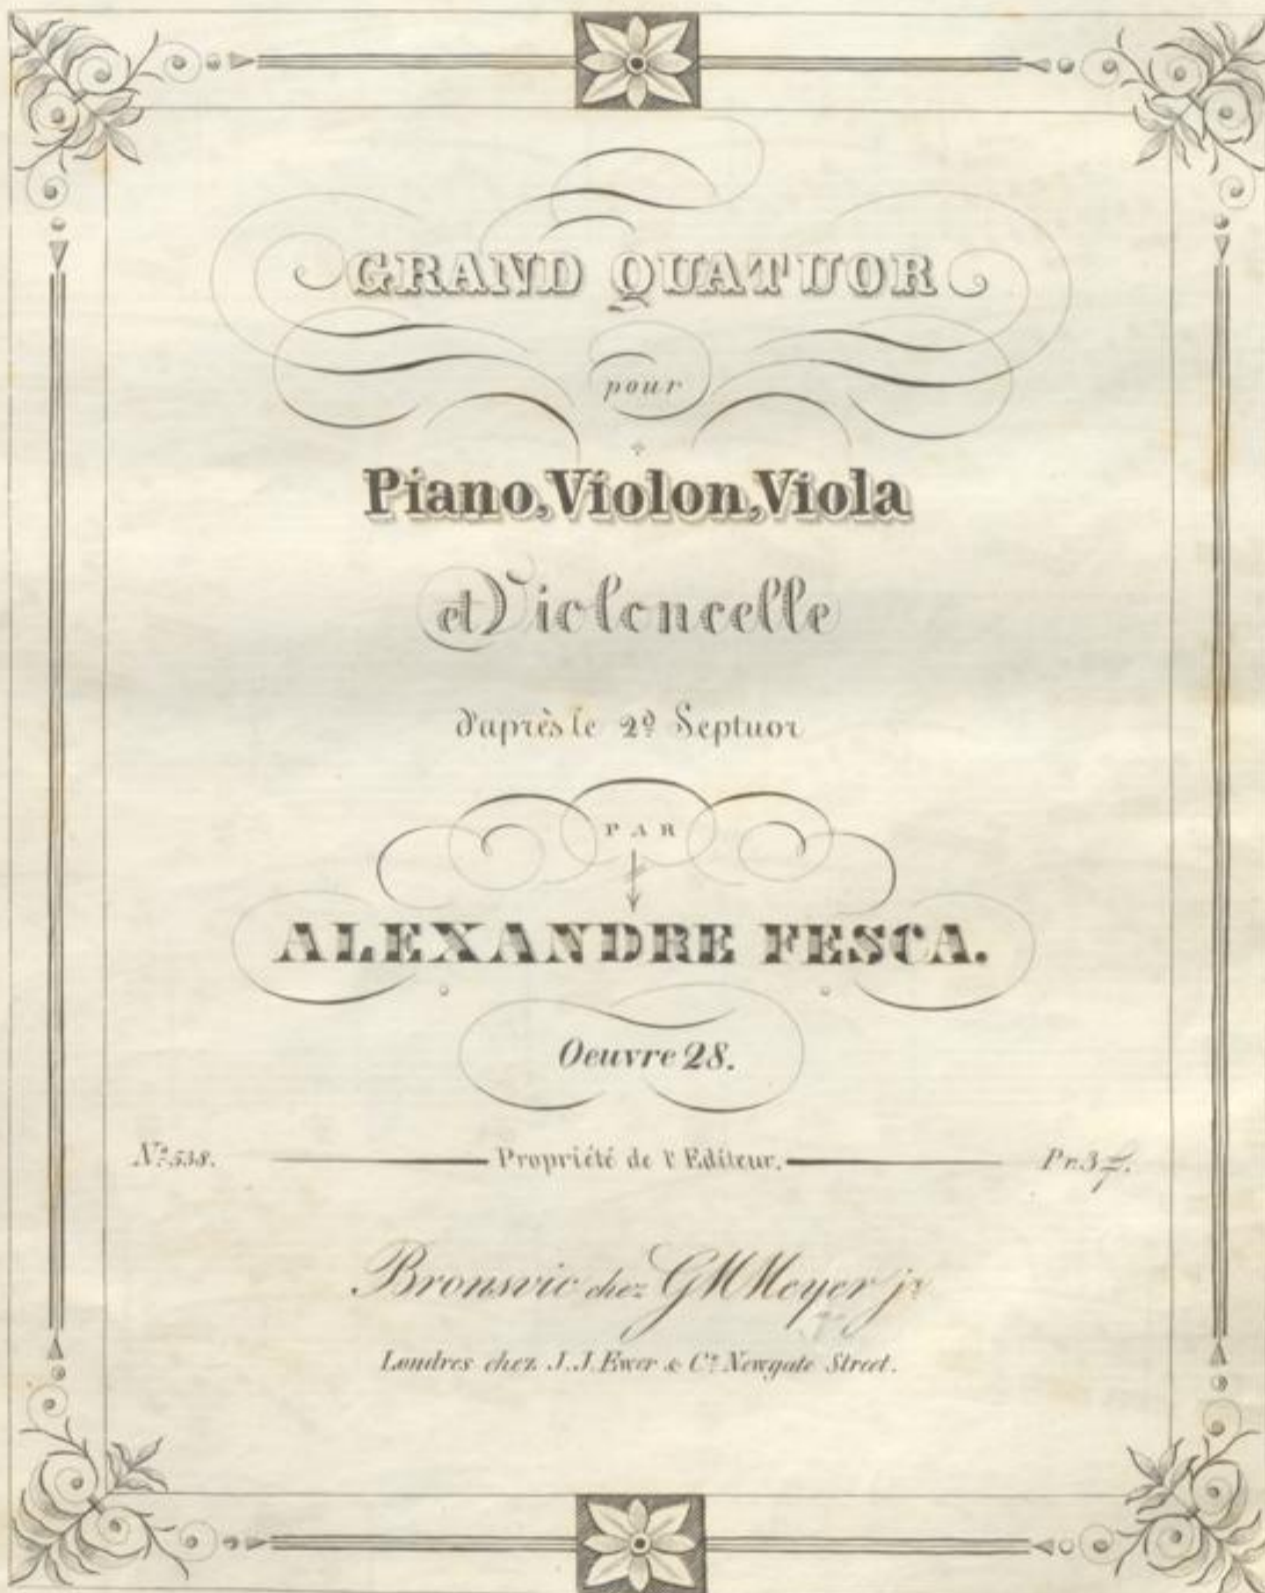 GRAND QUATUOR
pour
Piano, Violon, Viola
et Violoncelle
d'après le 2d Septuor
PAR
ALEXANDRE FESCA.
Oeuvre 28.
No. 538. Propriété de l'Editeur. Pr. 3
Bronsvic chez G M Meyer jr
Londres chez J. J. Ewer & Co. Newgate Street.